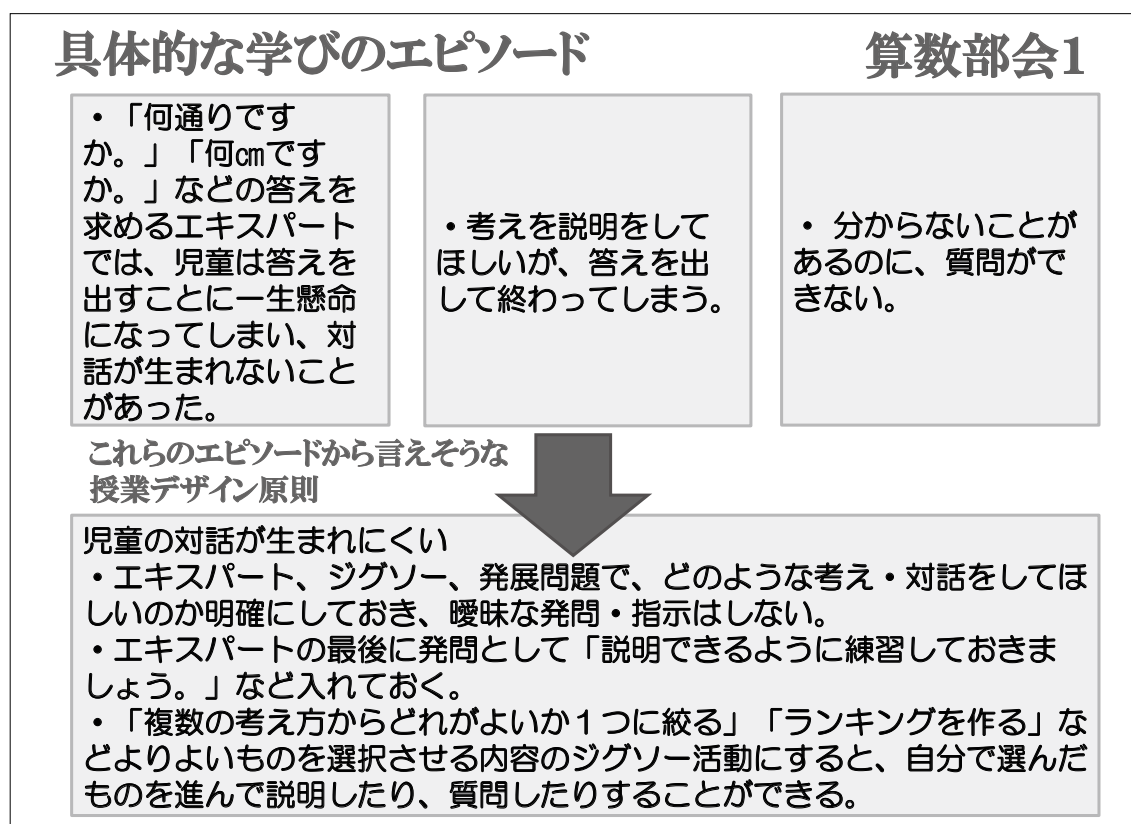 具体的な学びのエピソード
算数部会1
・「何通りです
か。」「何㎝です
か。」などの答えを
求めるエキスパート
では、児童は答えを
出すことに一生懸命
になってしまい、対
話が生まれないこと
があった。
・考えを説明をして
ほしいが、答えを出
して終わってしまう。
・ 分からないことが
あるのに、質問がで
きない。
これらのエピソードから言えそうな
授業デザイン原則
児童の対話が生まれにくい
・エキスパート、ジグソー、発展問題で、どのような考え・対話をしてほ
しいのか明確にしておき、曖昧な発問・指示はしない。
・エキスパートの最後に発問として「説明できるように練習しておきま
しょう。」など入れておく。
・「複数の考え方からどれがよいか１つに絞る」「ランキングを作る」な
どよりよいものを選択させる内容のジグソー活動にすると、自分で選んだ
ものを進んで説明したり、質問したりすることができる。